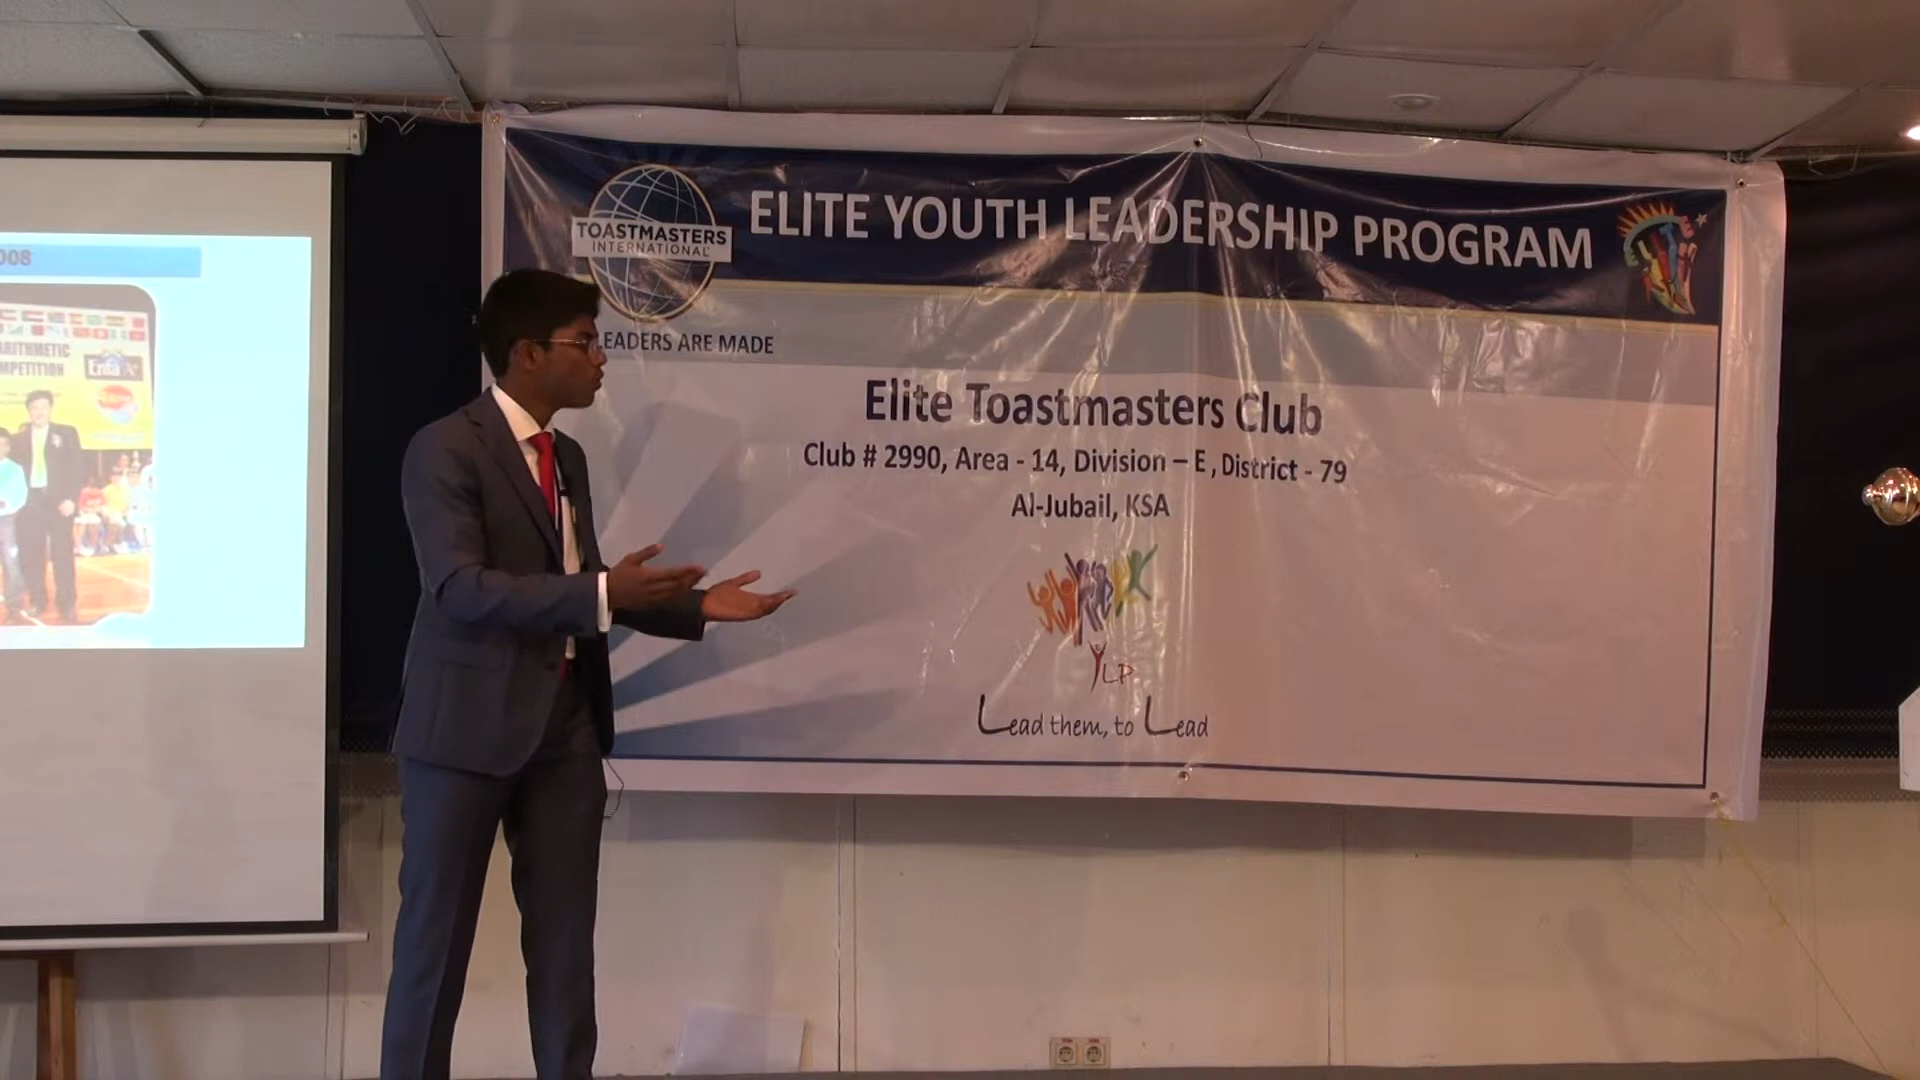 008
ARITHMETIC
COMPETITION
TOASTMASTERS
INTERNATIONAL
ELITE YOUTH LEADERSHIP PROGRAM
LEADERS ARE MADE
Elite Toastmasters Club
Club # 2990, Area - 14, Division – E , District - 79
Al-Jubail, KSA
YLP
Lead them, to Lead